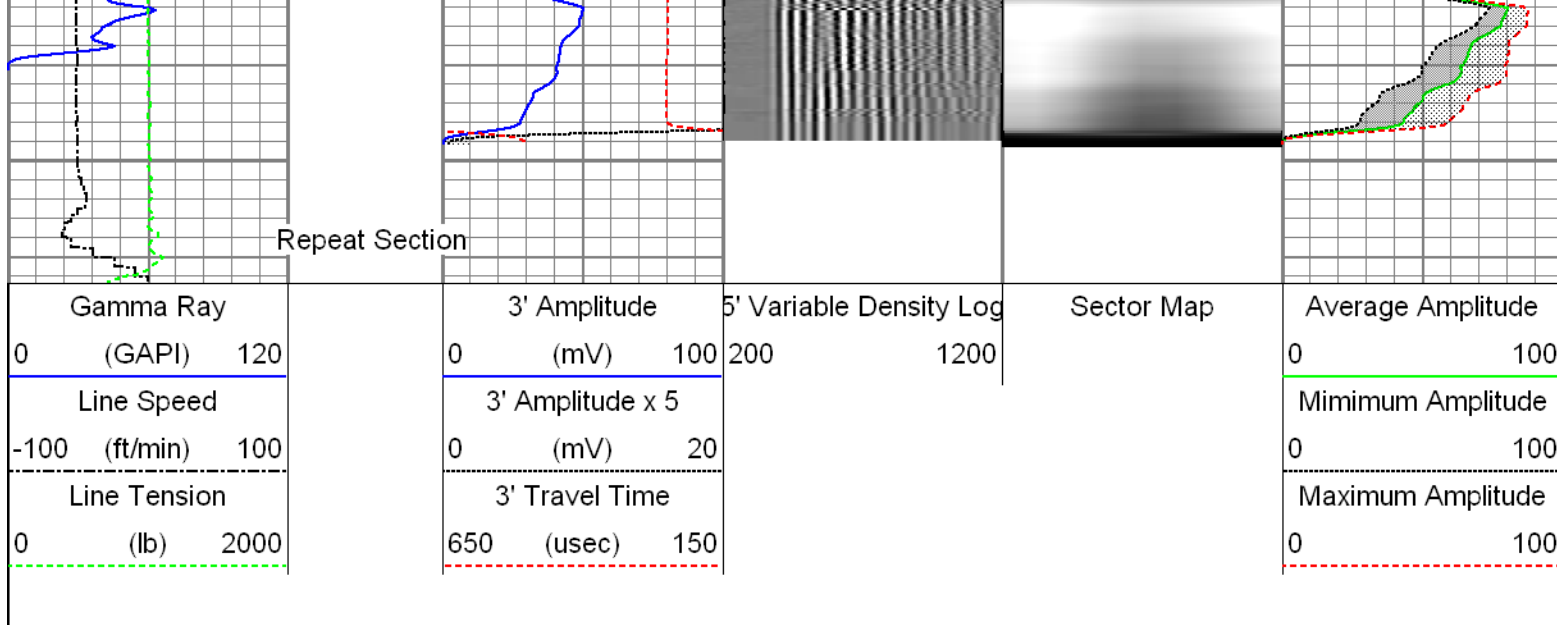 Repeat Section
Gamma Ray
0 (GAPI) 120
Line Speed
-100 (ft/min) 100
Line Tension
0 (lb) 2000
3' Amplitude
0 (mV) 100
3' Amplitude x 5
0 (mV) 20
3' Travel Time
650 (usec) 150
5' Variable Density Log
200 1200
Sector Map
Average Amplitude
0 100
Mimimum Amplitude
0 100
Maximum Amplitude
0 100